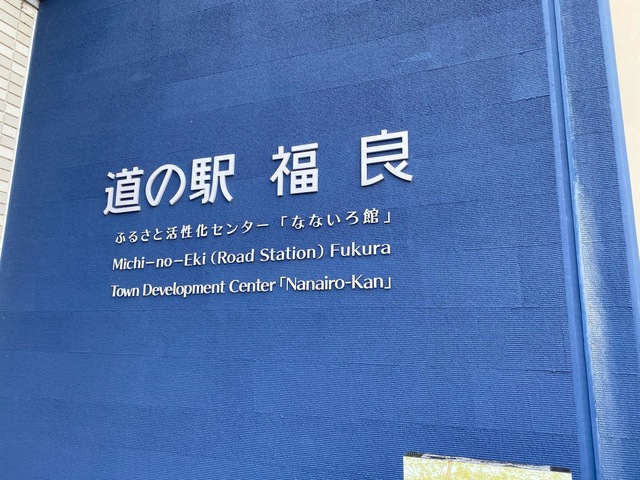 道の駅 福良
ふるさと活性化センター「なないろ館」
Michi-no-Eki (Road Station) Fukura
Town Development Center「Nanairo-Kan」